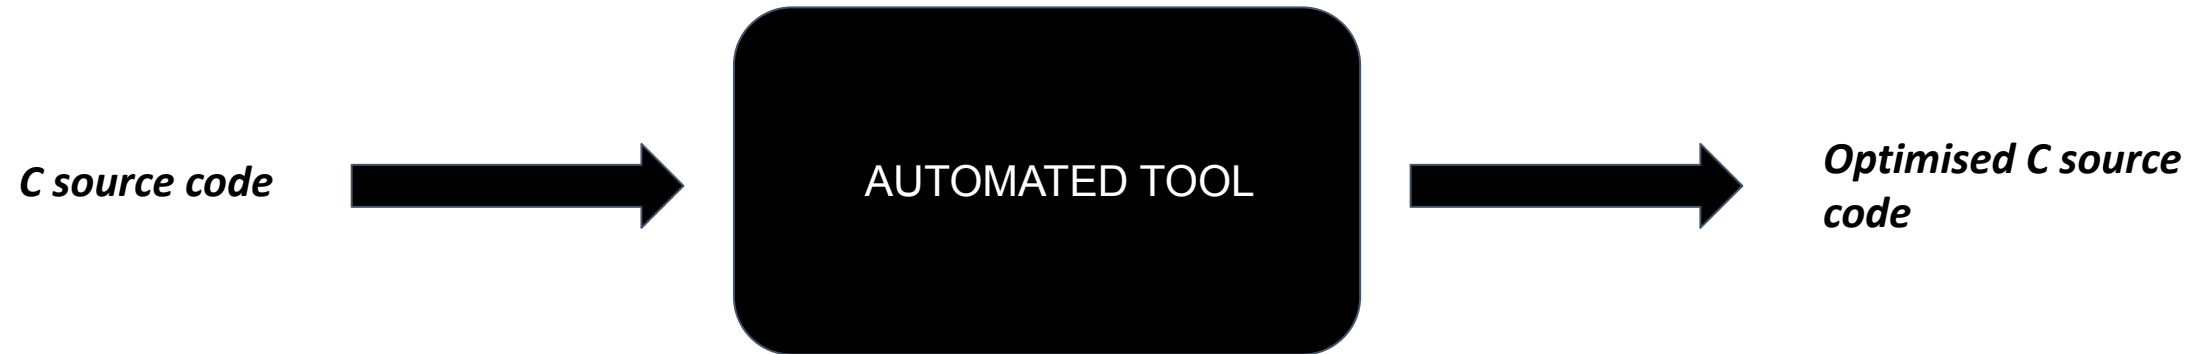 C source code
AUTOMATED TOOL
Optimised C source
code